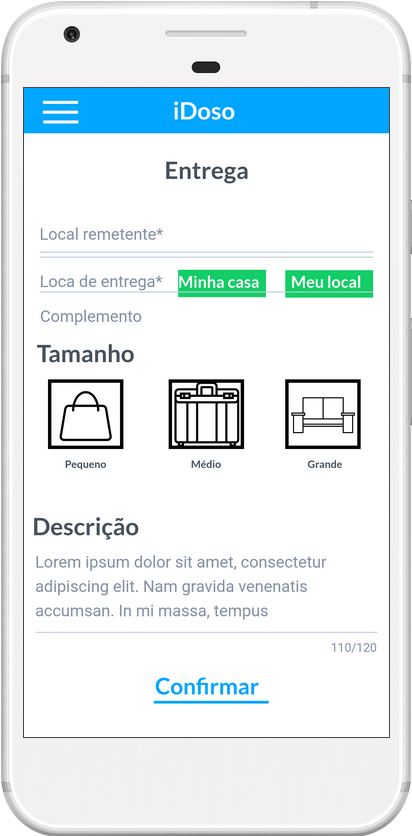 iDoso
Entrega
Local remetente*
Loca de entrega* Minha casa Meu local
Complemento
Tamanho
Pequeno Médio Grande
Descrição
Lorem ipsum dolor sit amet, consectetur
adipiscing elit. Nam gravida venenatis
accumsan. In mi massa, tempus
110/120
Confirmar